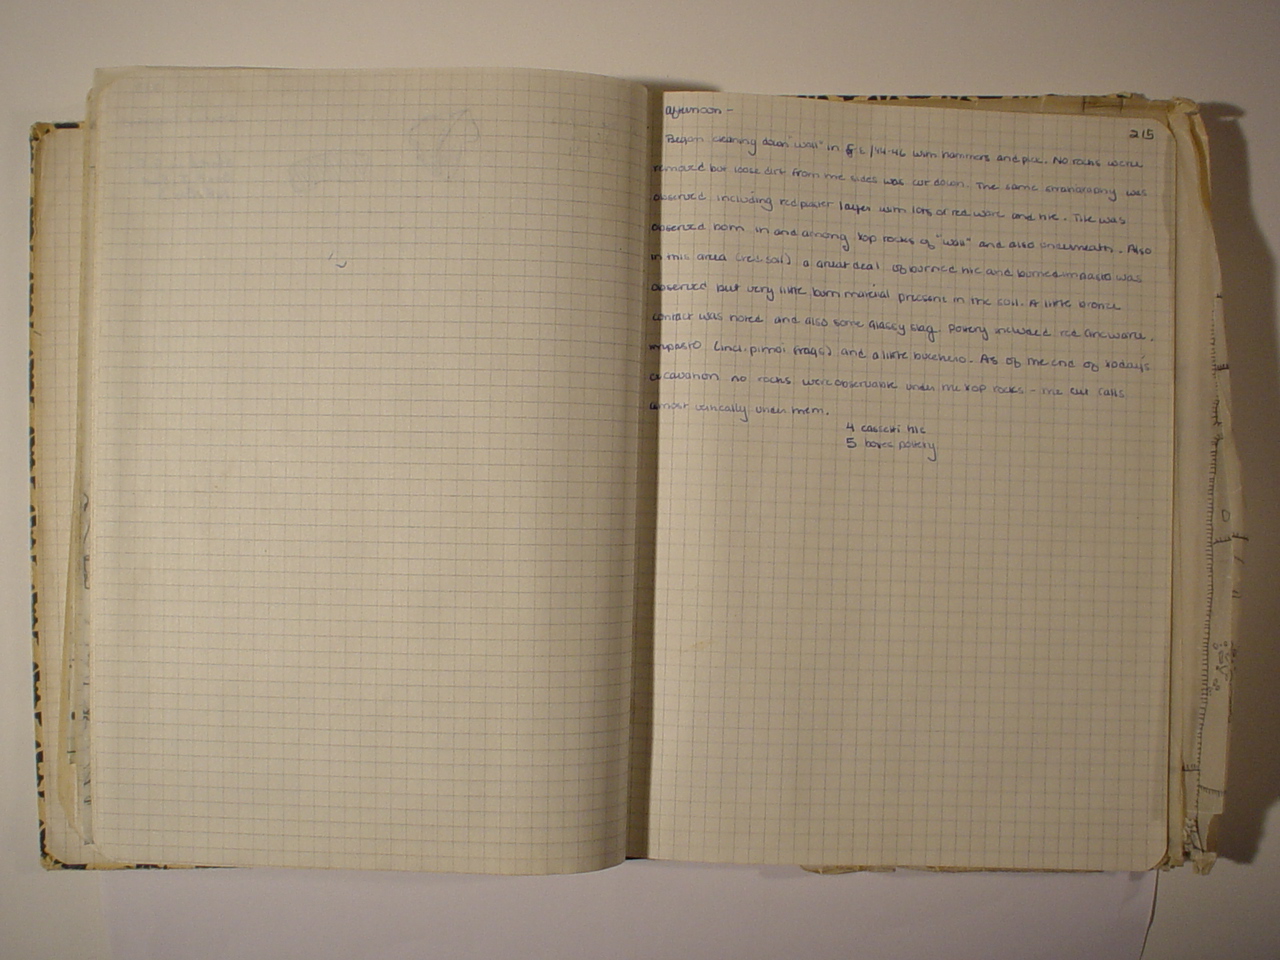 afternoon -
215
Began cleaning down "wall" in L/44-46 with hammers and pick. No rocks were
removed but loose dirt from the sides was cut down. The same stratigraphy was
observed including red layer with lots of red ware and tile. Tile was
observed both in and among top rocks of "wall" and also underneath. Also
in this area (red soil) a great deal of burned tile and burned impasto was
observed but very little burn material present in the soil. A little bronze
was noted and also some glassy slag. Pottery included red fineware,
impasto (incl. pithoi frags) and a little bucchero. As of the end of today's
excavation no rocks were observable under the top rocks - the cut falls
almost vertically under them.
4 cassetti tile
5 boxes pottery